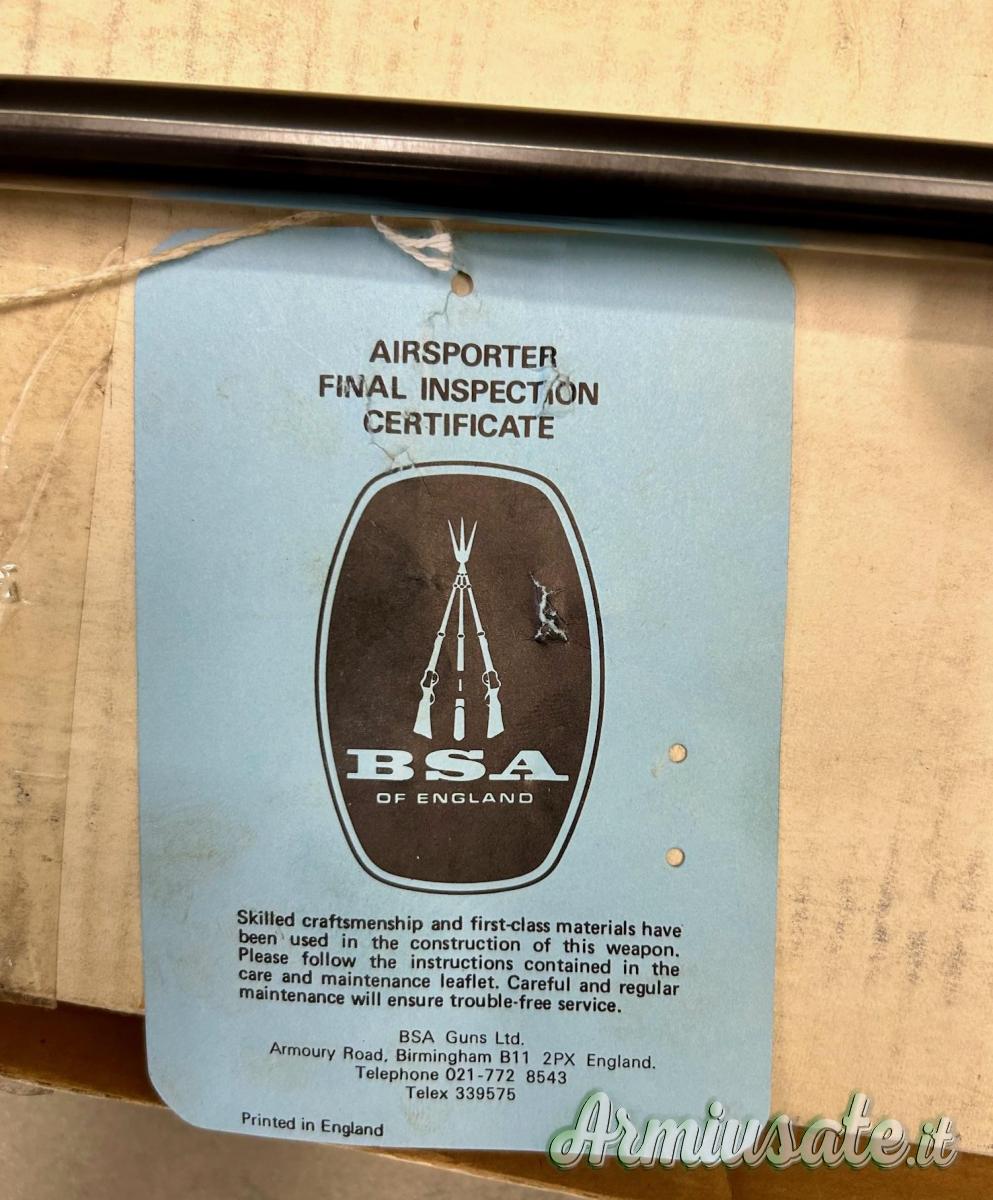 AIRSPORTER
FINAL INSPECTION
CERTIFICATE
BSA
OF ENGLAND
Skilled craftsmenship and first-class materials have
been used in the construction of this weapon.
Please follow the instructions contained in the
care and maintenance leaflet. Careful and regular
maintenance will ensure trouble-free service.
BSA Guns Ltd.
Armoury Road, Birmingham B11 2PX England.
Telephone 021-772 8543
Telex 339575
Printed in England
Armiusate.it